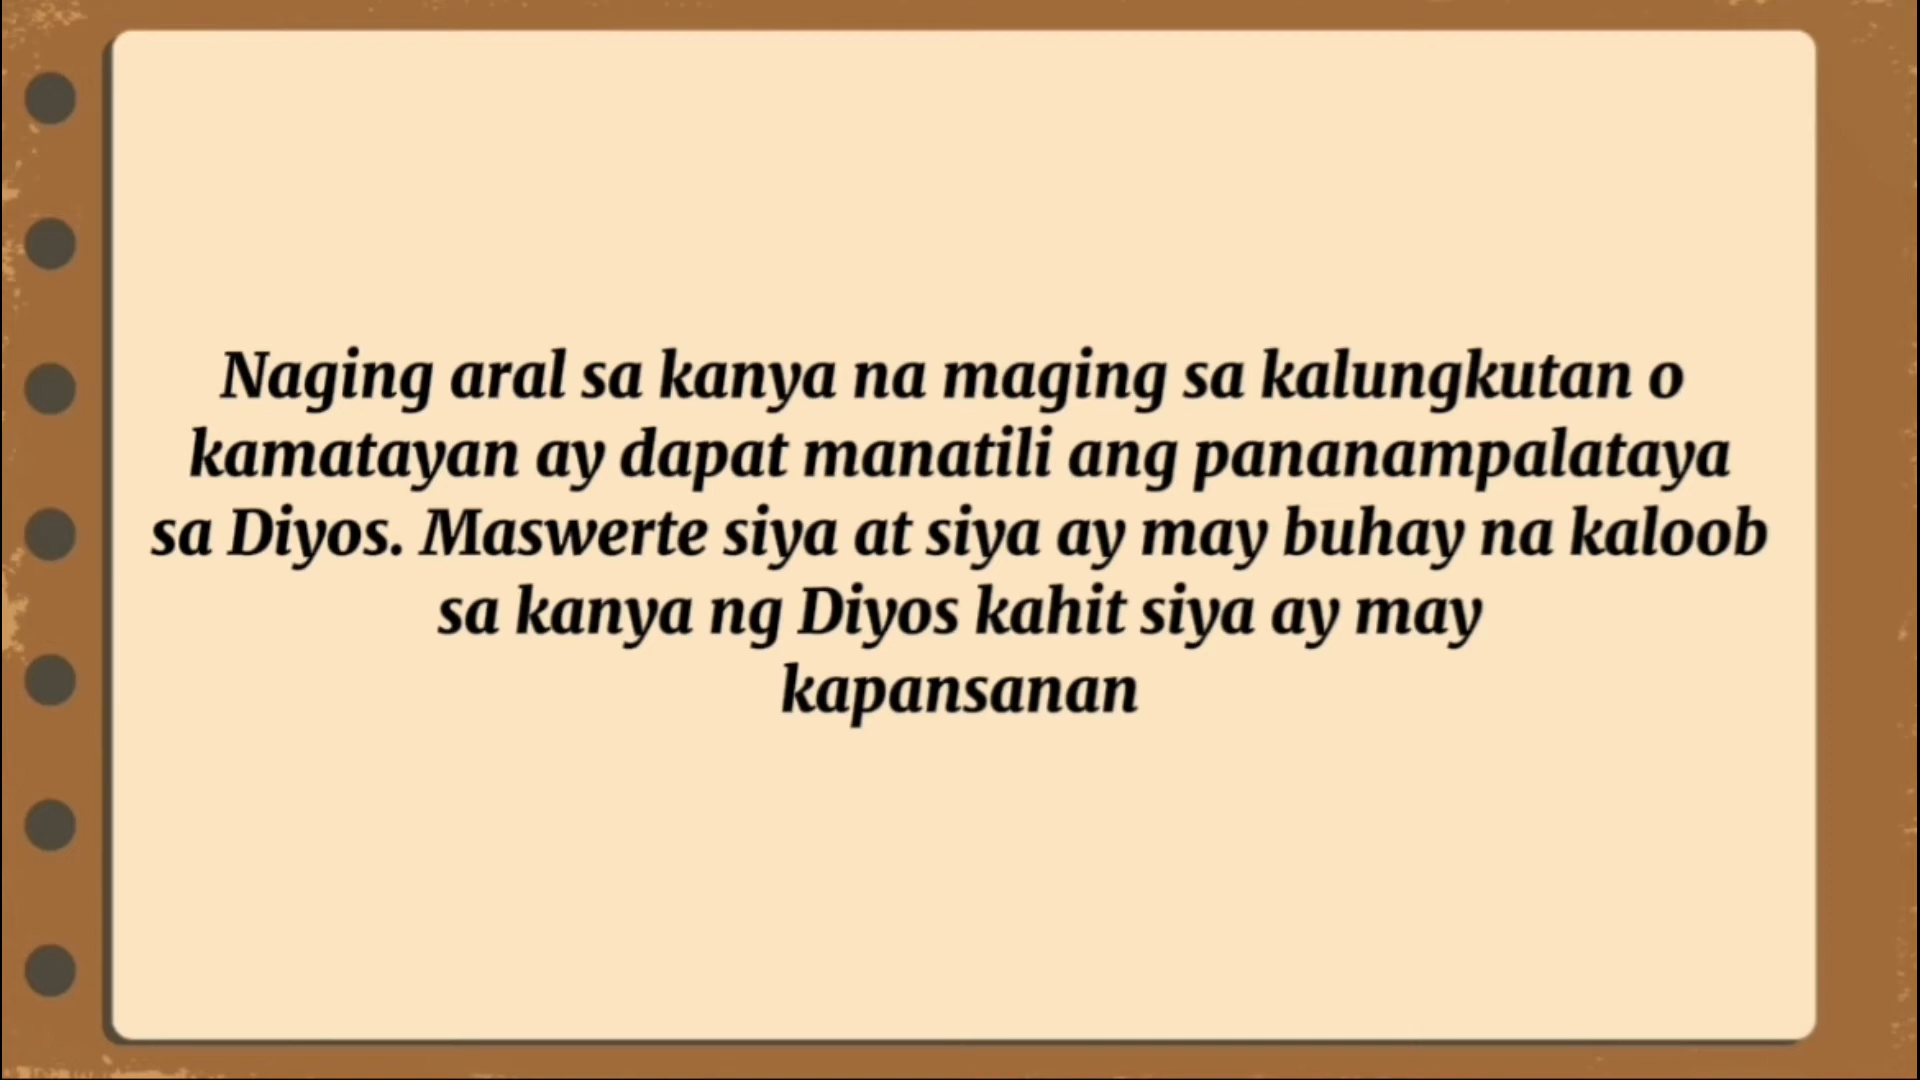 Naging aral sa kanya na maging sa kalungkutan o
kamatayan ay dapat manatili ang pananampalataya
sa Diyos. Maswerte siya at siya ay may buhay na kaloob
sa kanya ng Diyos kahit siya ay may
kapansanan